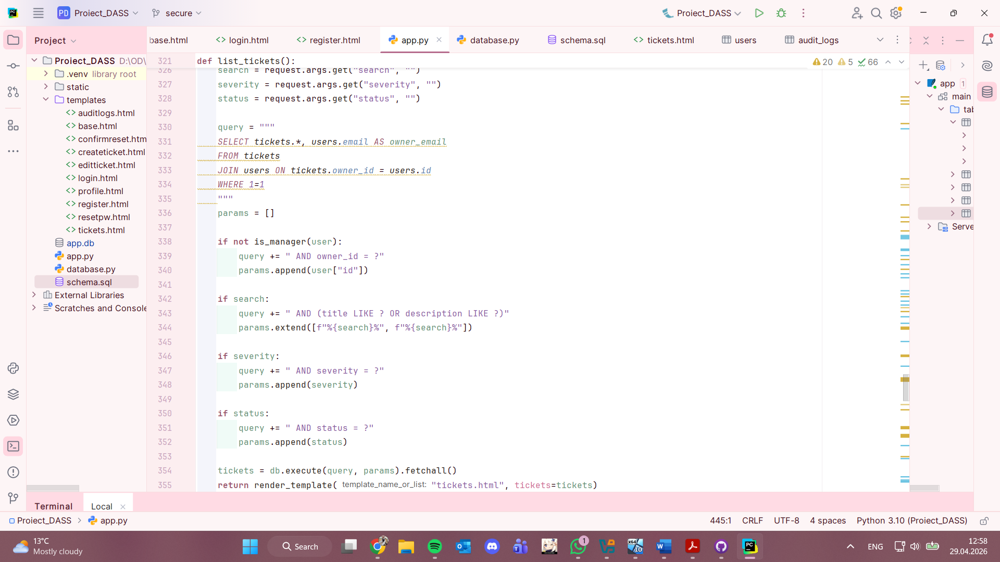 PD Proiect_DASS
secure
Proiect_DASS
Project
base.html
login.html
register.html
app.py
database.py
schema.sql
tickets.html
users
audit_logs
Proiect_DASS D:\OD\
.venv library root
static
templates
auditlogs.html
base.html
confirmreset.htm
createticket.html
editticket.html
login.html
profile.html
register.html
resetpw.html
tickets.html
app.db
app.py
database.py
schema.sql
External Libraries
Scratches and Console
321 def list_tickets():
20 5 66
326 search = request.args.get("search", "")
327 severity = request.args.get("severity", "")
328 status = request.args.get("status", "")
329
330 query = """
331 SELECT tickets.*, users.email AS owner_email
332 FROM tickets
333 JOIN users ON tickets.owner_id = users.id
334 WHERE 1=1
335 """
336 params = []
337
338 if not is_manager(user):
339 query += " AND owner_id = ?"
340 params.append(user["id"])
341
342 if search:
343 query += " AND (title LIKE ? OR description LIKE ?)"
344 params.extend([f"%{search}%", f"%{search}%"])
345
346 if severity:
347 query += " AND severity = ?"
348 params.append(severity)
349
350 if status:
351 query += " AND status = ?"
352 params.append(status)
353
354 tickets = db.execute(query, params).fetchall()
355 return render_template( template_name_or_list: "tickets.html", tickets=tickets)
app 1
main
tab
Serve
Terminal
Local
Proiect_DASS
app.py
445:1 CRLF UTF-8 4 spaces Python 3.10 (Proiect_DASS)
13°C
Mostly cloudy
Search
1
x64
10
ENG
12:58
29.04.2026